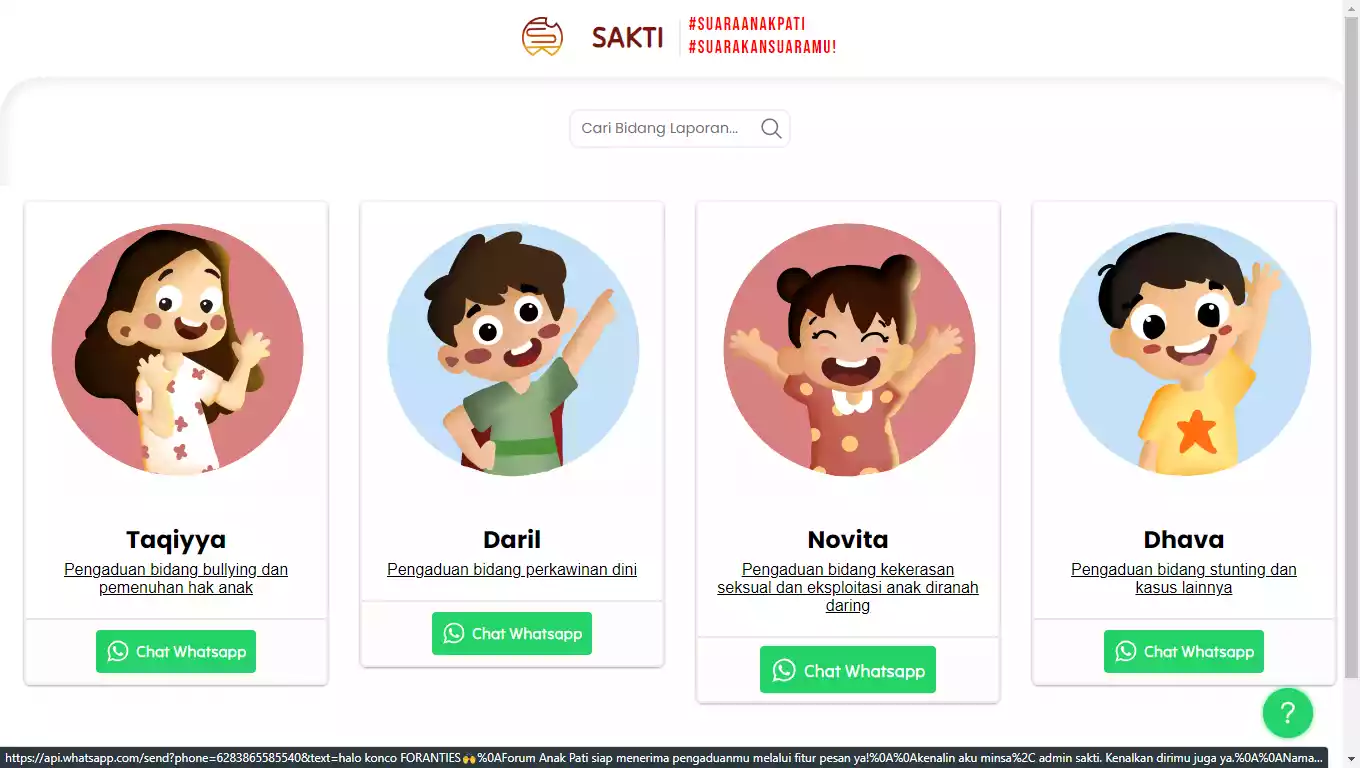 SAKTI
#SUARAANAKPATI
#SUARAKANSUARAMU!
Cari Bidang Laporan...
Taqiyya
Pengaduan bidang bullying dan
pemenuhan hak anak
Chat Whatsapp
Daril
Pengaduan bidang perkawinan dini
Chat Whatsapp
Novita
Pengaduan bidang kekerasan
seksual dan eksploitasi anak diranah
daring
Chat Whatsapp
Dhava
Pengaduan bidang stunting dan
kasus lainnya
Chat Whatsapp
?
https://api.whatsapp.com/send?phone=6283865585540&text=halo konco FORANTIES🙌%0AForum Anak Pati siap menerima pengaduanmu melalui fitur pesan ya!%0A%0Akenalin aku minsa%2C admin sakti. Kenalkan dirimu juga ya.%0A%0ANama...